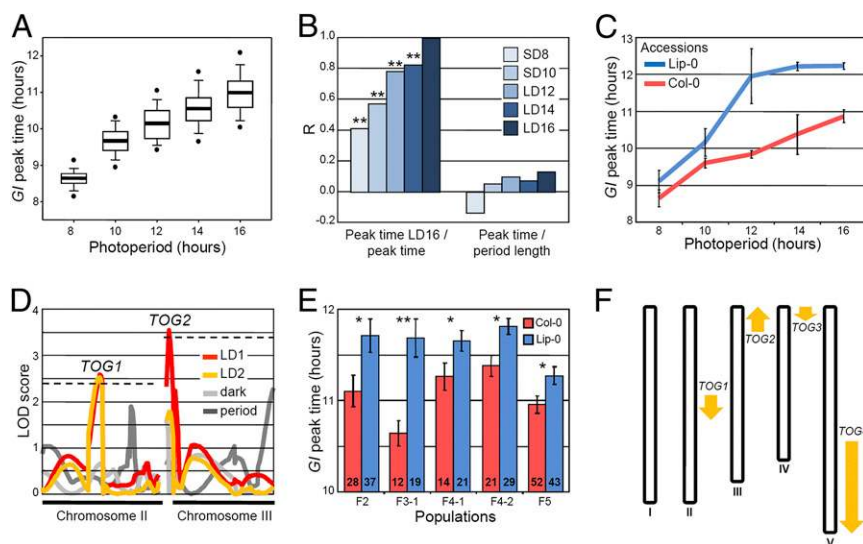 A
GI peak time (hours)
12
11
10
9
8
8 10 12 14 16
Photoperiod (hours)
B
R
1.0
0.8
0.6
0.4
0.2
0.0
-0.2
**
**
**
**
SD8
SD10
LD12
LD14
LD16
Peak time LD16 /
peak time
Peak time /
period length
C
GI peak time (hours)
13
12
11
10
9
8
Accessions
Lip-0
Col-0
8 10 12 14 16
Photoperiod (hours)
D
LOD score
4
3
2
1
0
TOG1
TOG2
LD1
LD2
dark
period
Chromosome II
Chromosome III
E
GI peak time (hours)
12
11
10
Col-0
Lip-0
*
**
*
*
*
28 37 12 19 14 21 21 29 52 43
F2 F3-1 F4-1 F4-2 F5
Populations
F
TOG1
TOG2
TOG3
TOG
I II III IV V